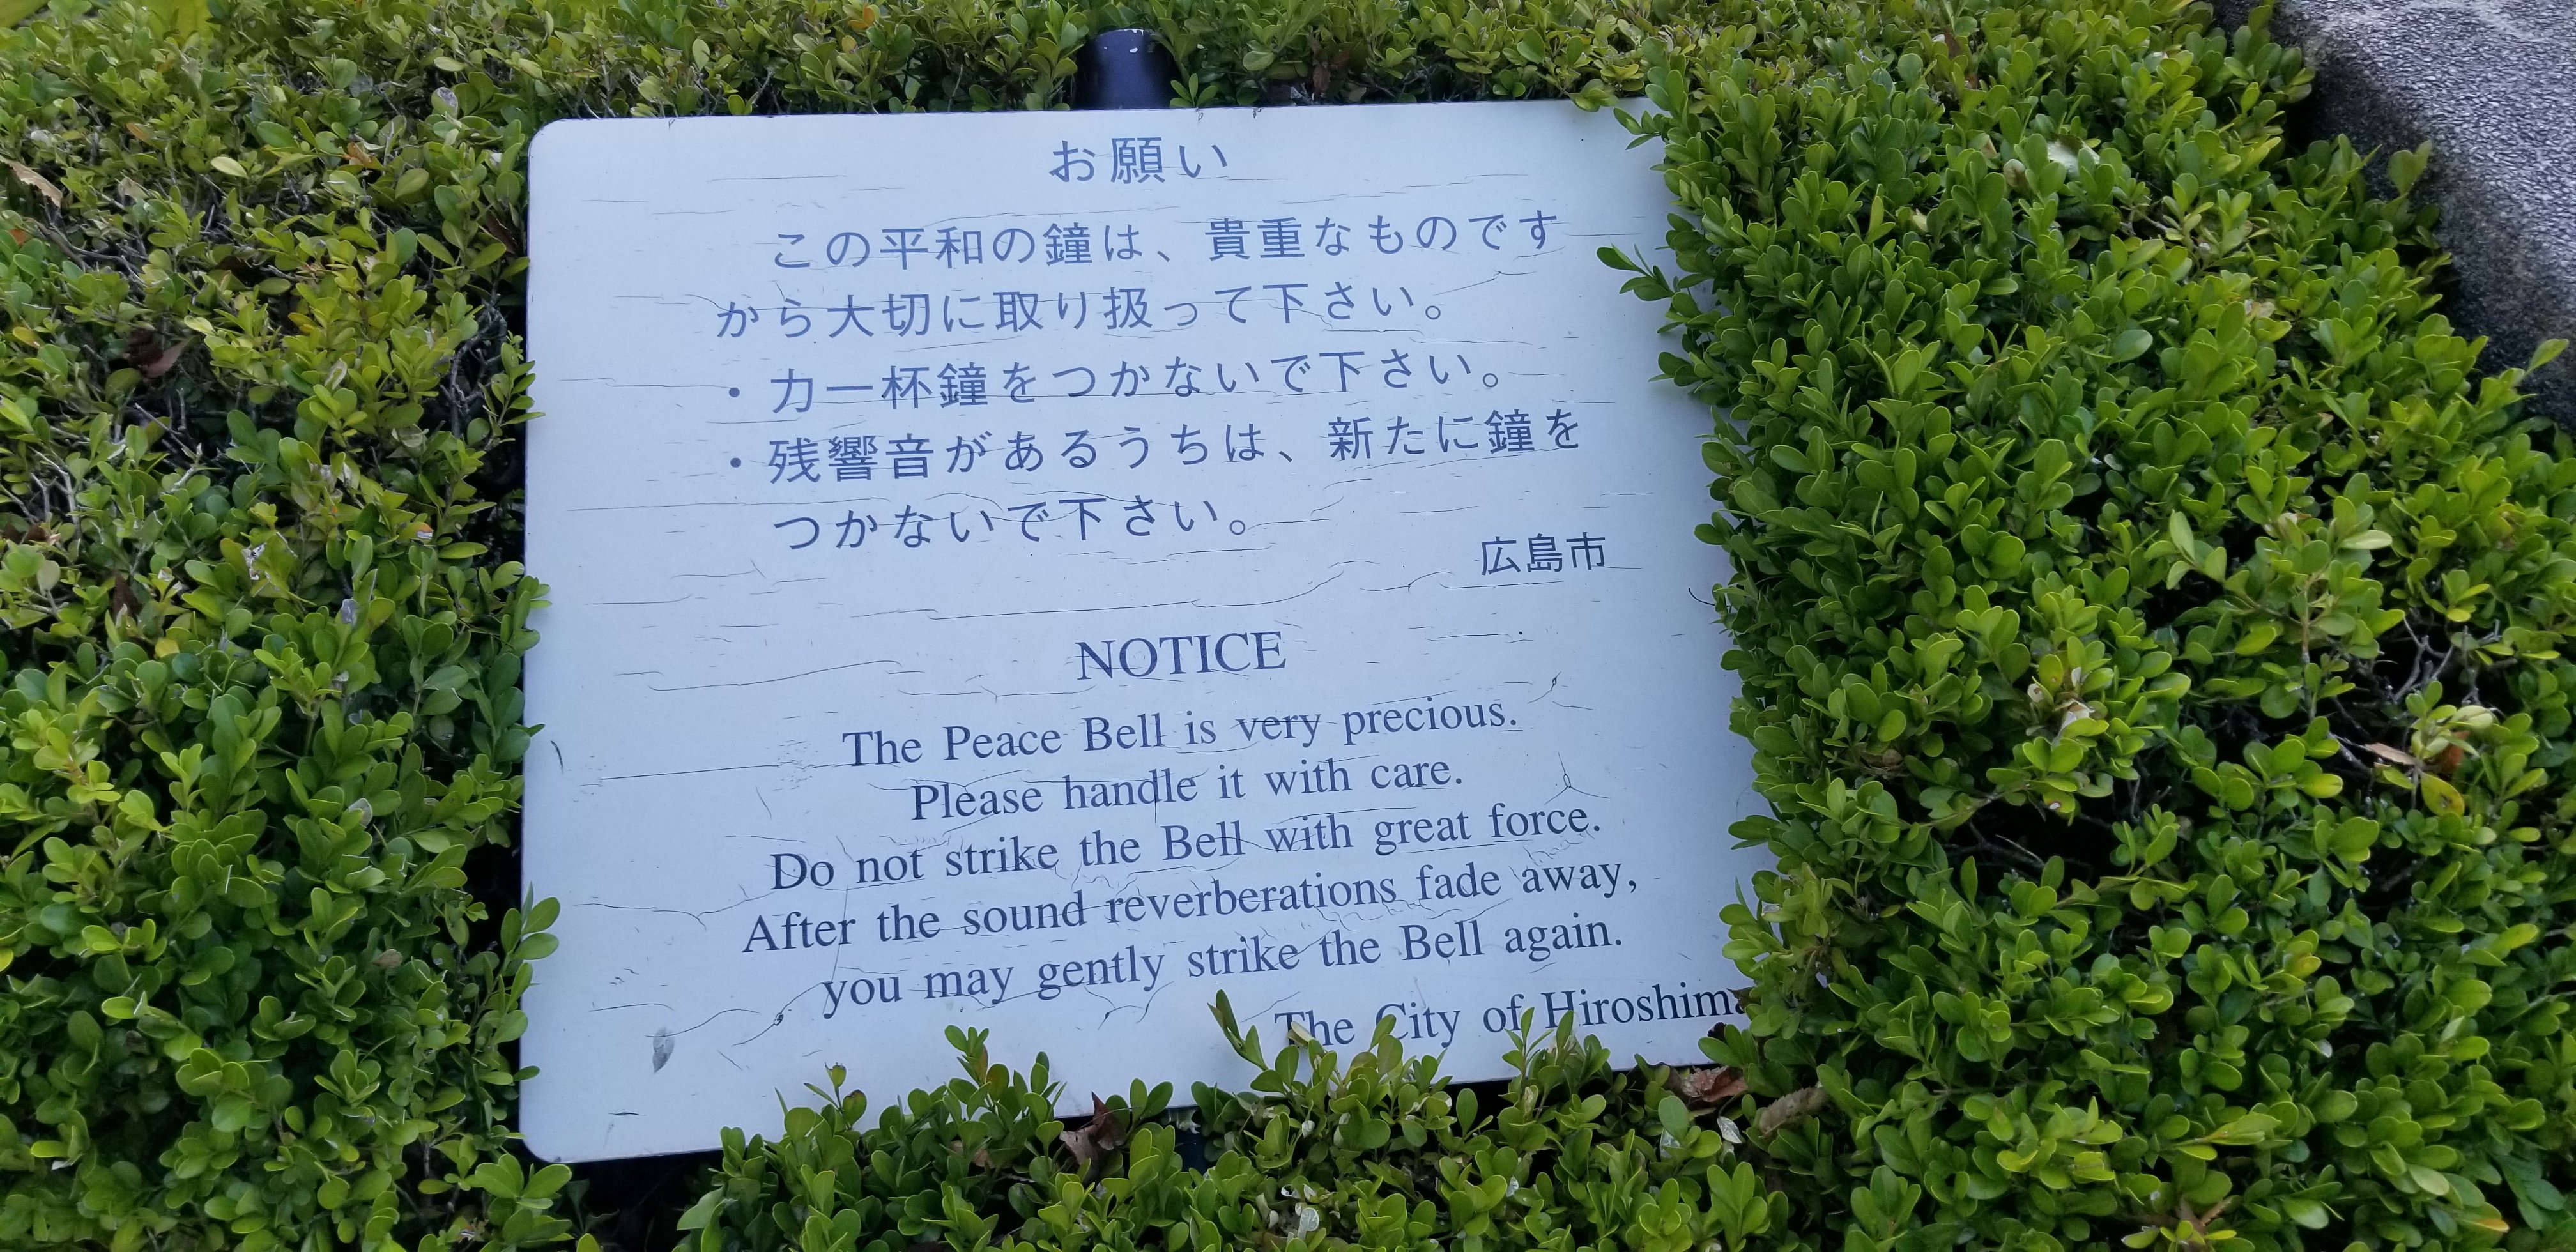 お願い
この平和の鐘は、貴重なものです
から大切に取り扱って下さい。
・力一杯鐘をつかないで下さい。
・残響音があるうちは、新たに鐘を
つかないで下さい。
広島市
NOTICE
The Peace Bell is very precious.
Please handle it with care.
Do not strike the Bell with great force.
After the sound reverberations fade away,
you may gently strike the Bell again.
The City of Hiroshima